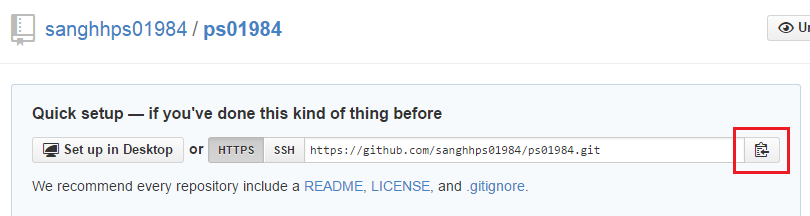 sanghhps01984 / ps01984
Quick setup — if you've done this kind of thing before
Set up in Desktop or HTTPS SSH https://github.com/sanghhps01984/ps01984.git
We recommend every repository include a README, LICENSE, and .gitignore.